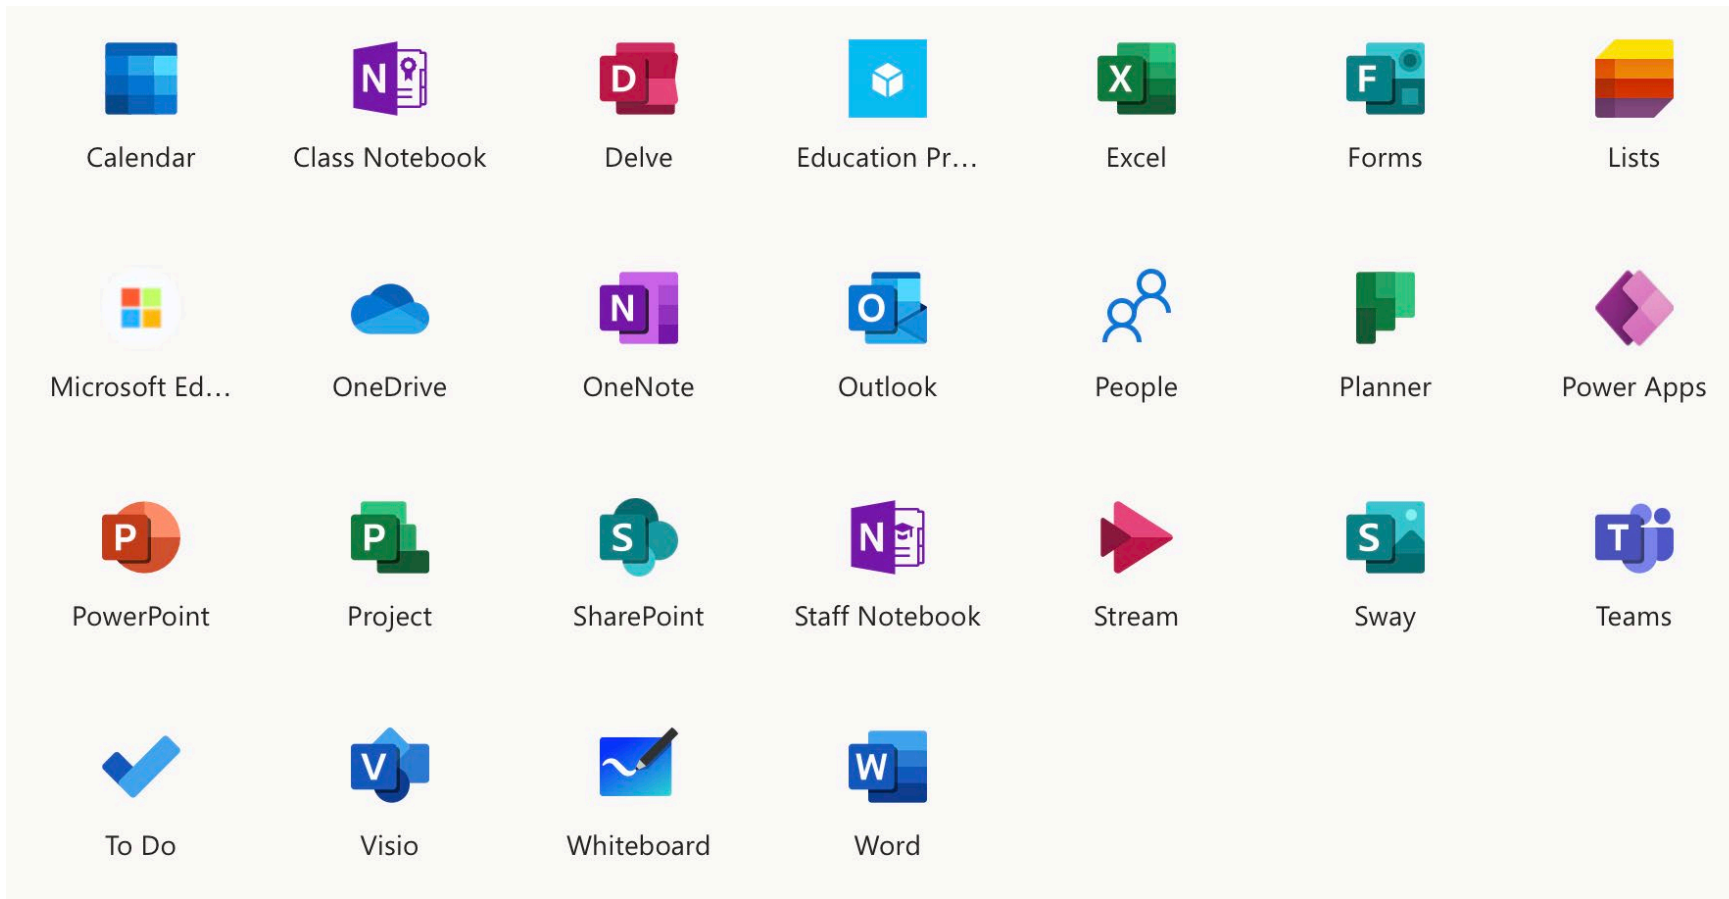 Calendar
Class Notebook
Delve
Education Pr...
Excel
Forms
Lists
Microsoft Ed...
OneDrive
OneNote
Outlook
People
Planner
Power Apps
PowerPoint
Project
SharePoint
Staff Notebook
Stream
Sway
Teams
To Do
Visio
Whiteboard
Word